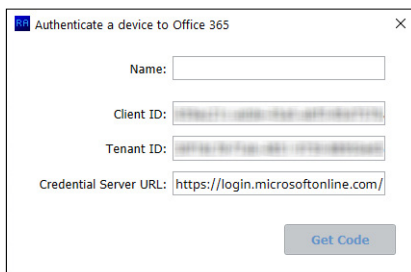 RA Authenticate a device to Office 365
Name:
Client ID:
Tenant ID:
Credential Server URL: https://login.microsoftonline.com/
Get Code